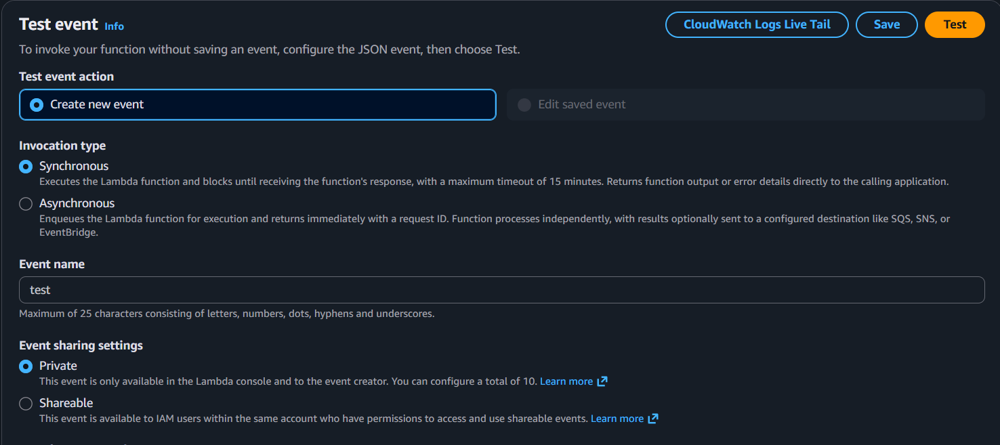 Test event Info
CloudWatch Logs Live Tail
Save
Test
To invoke your function without saving an event, configure the JSON event, then choose Test.
Test event action
Create new event
Edit saved event
Invocation type
Synchronous
Executes the Lambda function and blocks until receiving the function's response, with a maximum timeout of 15 minutes. Returns function output or error details directly to the calling application.
Asynchronous
Enqueues the Lambda function for execution and returns immediately with a request ID. Function processes independently, with results optionally sent to a configured destination like SQS, SNS, or
EventBridge.
Event name
test
Maximum of 25 characters consisting of letters, numbers, dots, hyphens and underscores.
Event sharing settings
Private
This event is only available in the Lambda console and to the event creator. You can configure a total of 10. Learn more
Shareable
This event is available to IAM users within the same account who have permissions to access and use shareable events. Learn more